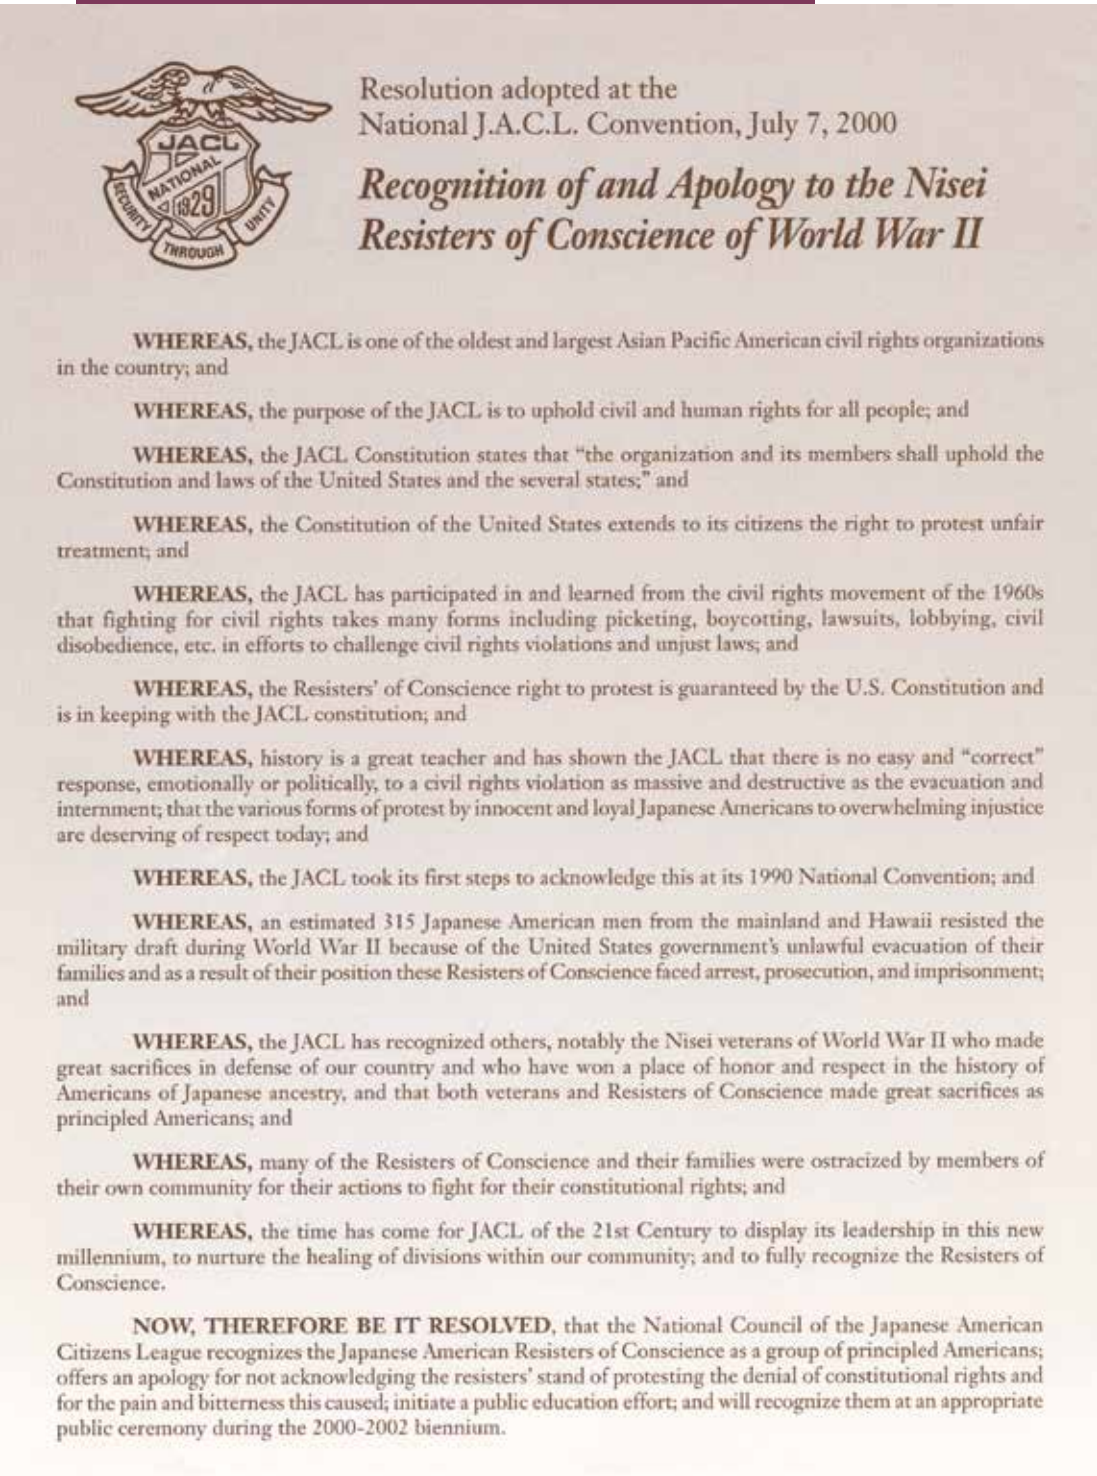 JACL
NATIONAL
1929
SECURITY
THROUGH
UNITY
Resolution adopted at the
National J.A.C.L. Convention, July 7, 2000
Recognition of and Apology to the Nisei
Resisters of Conscience of World War II
WHEREAS, the JACL is one of the oldest and largest Asian Pacific American civil rights organizations
in the country; and
WHEREAS, the purpose of the JACL is to uphold civil and human rights for all people; and
WHEREAS, the JACL Constitution states that “the organization and its members shall uphold the
Constitution and laws of the United States and the several states;” and
WHEREAS, the Constitution of the United States extends to its citizens the right to protest unfair
treatment; and
WHEREAS, the JACL has participated in and learned from the civil rights movement of the 1960s
that fighting for civil rights takes many forms including picketing, boycotting, lawsuits, lobbying, civil
disobedience, etc. in efforts to challenge civil rights violations and unjust laws; and
WHEREAS, the Resisters’ of Conscience right to protest is guaranteed by the U.S. Constitution and
is in keeping with the JACL constitution; and
WHEREAS, history is a great teacher and has shown the JACL that there is no easy and “correct”
response, emotionally or politically, to a civil rights violation as massive and destructive as the evacuation and
internment; that the various forms of protest by innocent and loyal Japanese Americans to overwhelming injustice
are deserving of respect today; and
WHEREAS, the JACL took its first steps to acknowledge this at its 1990 National Convention; and
WHEREAS, an estimated 315 Japanese American men from the mainland and Hawaii resisted the
military draft during World War II because of the United States government’s unlawful evacuation of their
families and as a result of their position these Resisters of Conscience faced arrest, prosecution, and imprisonment;
and
WHEREAS, the JACL has recognized others, notably the Nisei veterans of World War II who made
great sacrifices in defense of our country and who have won a place of honor and respect in the history of
Americans of Japanese ancestry, and that both veterans and Resisters of Conscience made great sacrifices as
principled Americans; and
WHEREAS, many of the Resisters of Conscience and their families were ostracized by members of
their own community for their actions to fight for their constitutional rights; and
WHEREAS, the time has come for JACL of the 21st Century to display its leadership in this new
millennium, to nurture the healing of divisions within our community; and to fully recognize the Resisters of
Conscience.
NOW, THEREFORE BE IT RESOLVED, that the National Council of the Japanese American
Citizens League recognizes the Japanese American Resisters of Conscience as a group of principled Americans;
offers an apology for not acknowledging the resisters’ stand of protesting the denial of constitutional rights and
for the pain and bitterness this caused; initiate a public education effort; and will recognize them at an appropriate
public ceremony during the 2000-2002 biennium.